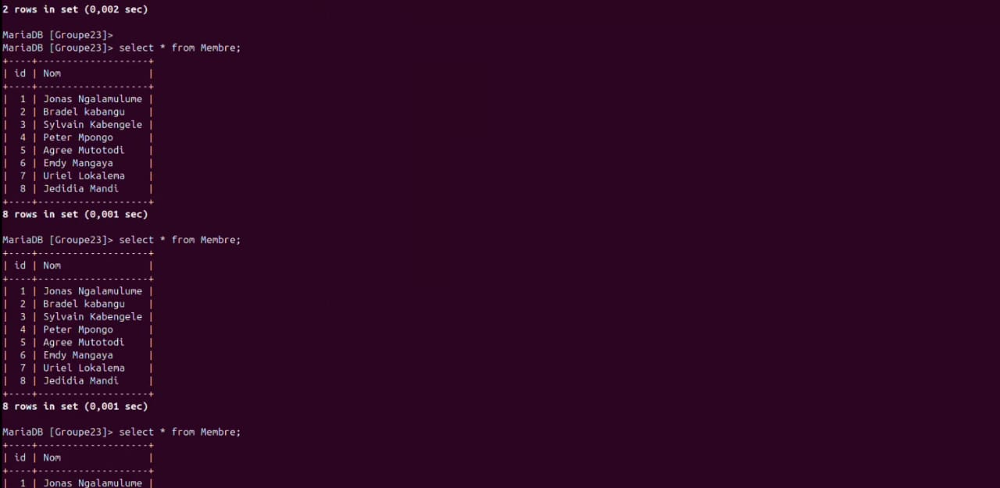 2 rows in set (0,002 sec)
MariaDB [Groupe23]>
MariaDB [Groupe23]> select * from Membre;
+----+-------------------+
| id | Nom               |
+----+-------------------+
|  1 | Jonas Ngalamulume |
|  2 | Bradel kabangu    |
|  3 | Sylvain Kabengele |
|  4 | Peter Mpongo      |
|  5 | Agree Mutotodi    |
|  6 | Emdy Mangaya      |
|  7 | Uriel Lokalema    |
|  8 | Jedidia Mandi     |
+----+-------------------+
8 rows in set (0,001 sec)
MariaDB [Groupe23]> select * from Membre;
+----+-------------------+
| id | Nom               |
+----+-------------------+
|  1 | Jonas Ngalamulume |
|  2 | Bradel kabangu    |
|  3 | Sylvain Kabengele |
|  4 | Peter Mpongo      |
|  5 | Agree Mutotodi    |
|  6 | Emdy Mangaya      |
|  7 | Uriel Lokalema    |
|  8 | Jedidia Mandi     |
+----+-------------------+
8 rows in set (0,001 sec)
MariaDB [Groupe23]> select * from Membre;
+----+-------------------+
| id | Nom               |
+----+-------------------+
|  1 | Jonas Ngalamulume |